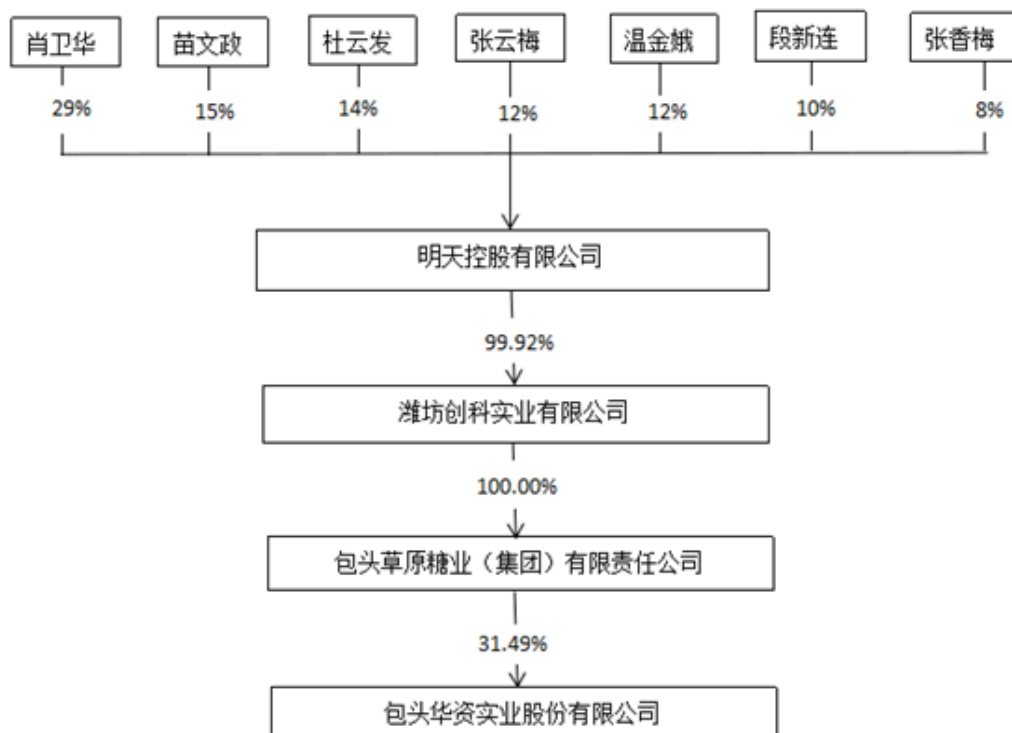 肖卫华 苗文政 杜云发 张云梅 温金娥 段新连 张香梅
29% 15% 14% 12% 12% 10% 8%
明天控股有限公司
99.92%
潍坊创科实业有限公司
100.00%
包头草原糖业（集团）有限责任公司
31.49%
包头华资实业股份有限公司